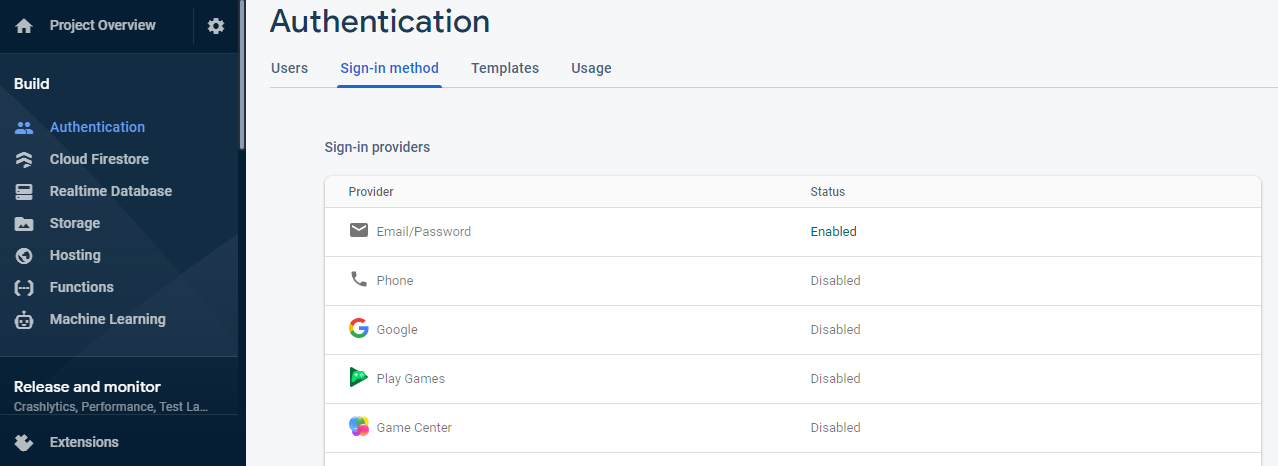 Project Overview
Build
Authentication
Cloud Firestore
Realtime Database
Storage
Hosting
Functions
Machine Learning
Release and monitor
Crashlytics, Performance, Test La...
Extensions
Authentication
Users Sign-in method Templates Usage
Sign-in providers
Provider Status
Email/Password Enabled
Phone Disabled
Google Disabled
Play Games Disabled
Game Center Disabled